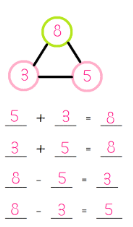 8
3 5
5 + 3 = 8
3 + 5 = 8
8 - 5 = 3
8 - 3 = 5